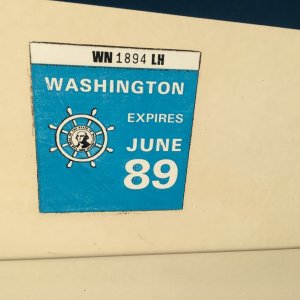 WN 1894 LH
WASHINGTON
EXPIRES
JUNE
89